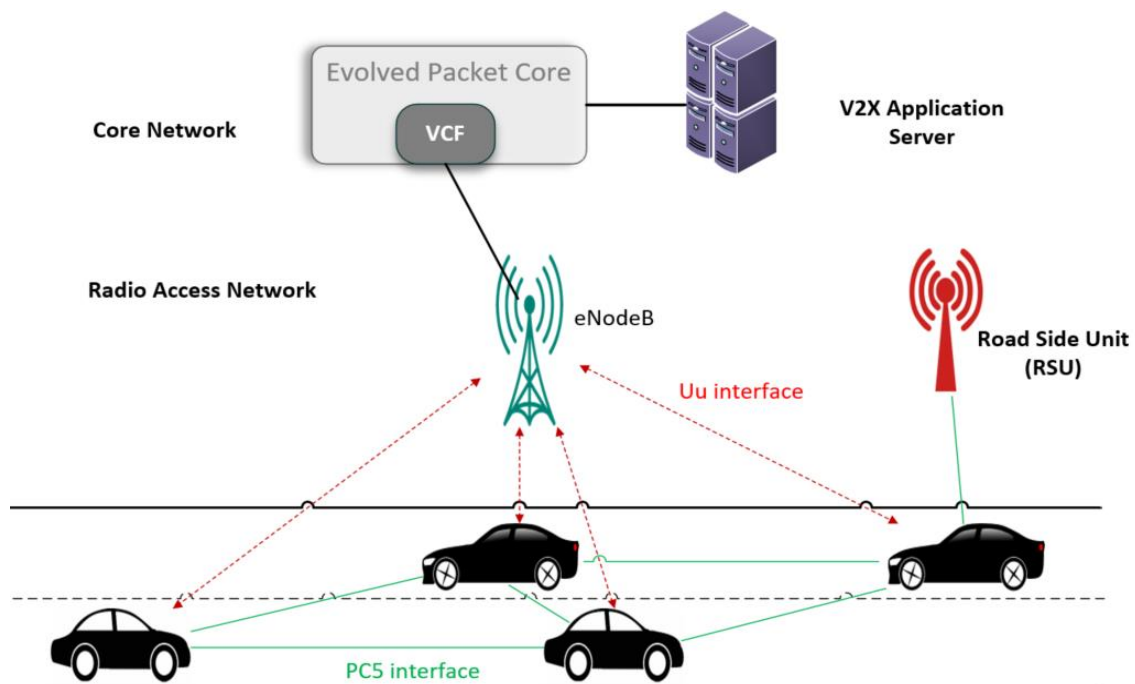 Evolved Packet Core
VCF
Core Network
V2X Application
Server
Radio Access Network
eNodeB
Road Side Unit
(RSU)
Uu interface
PC5 interface